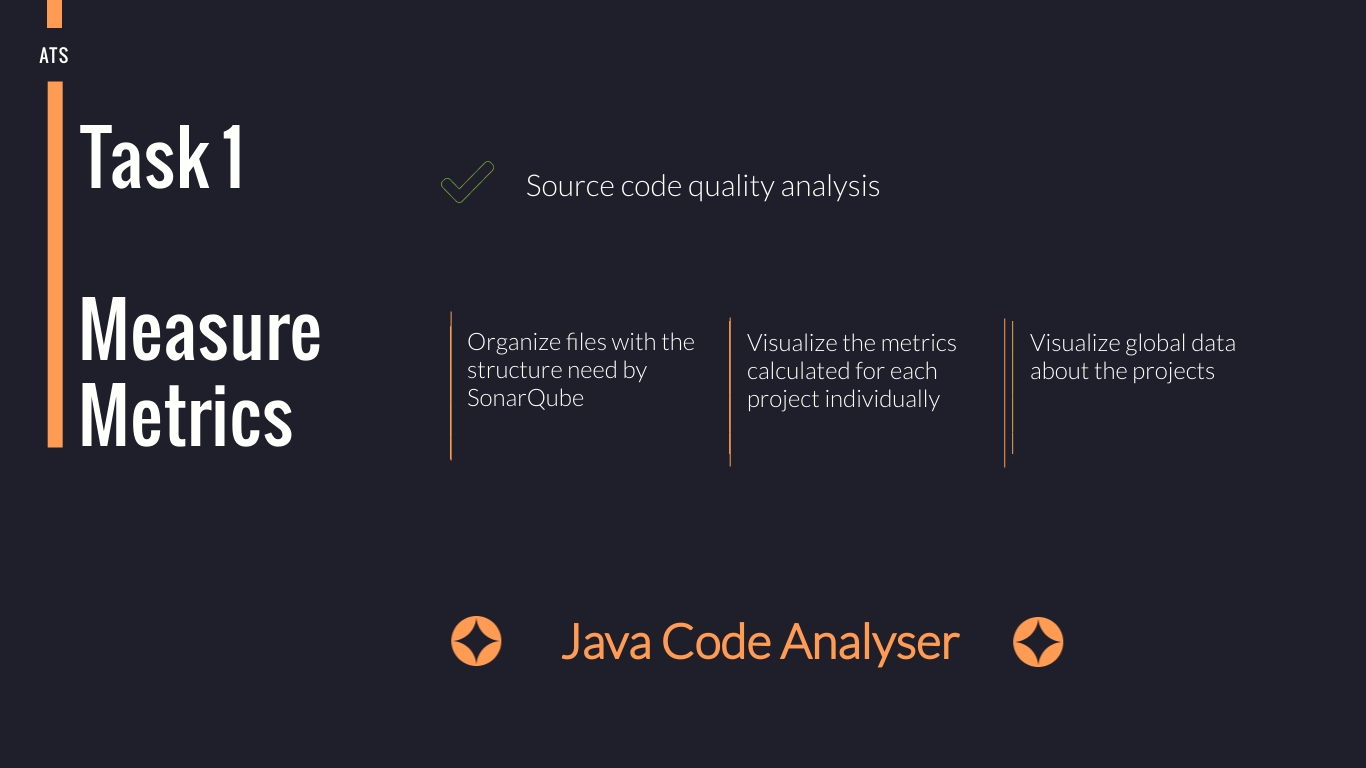 ATS
Task 1
Source code quality analysis
Measure
Metrics
Organize files with the
structure need by
SonarQube
Visualize the metrics
calculated for each
project individually
Visualize global data
about the projects
Java Code Analyser